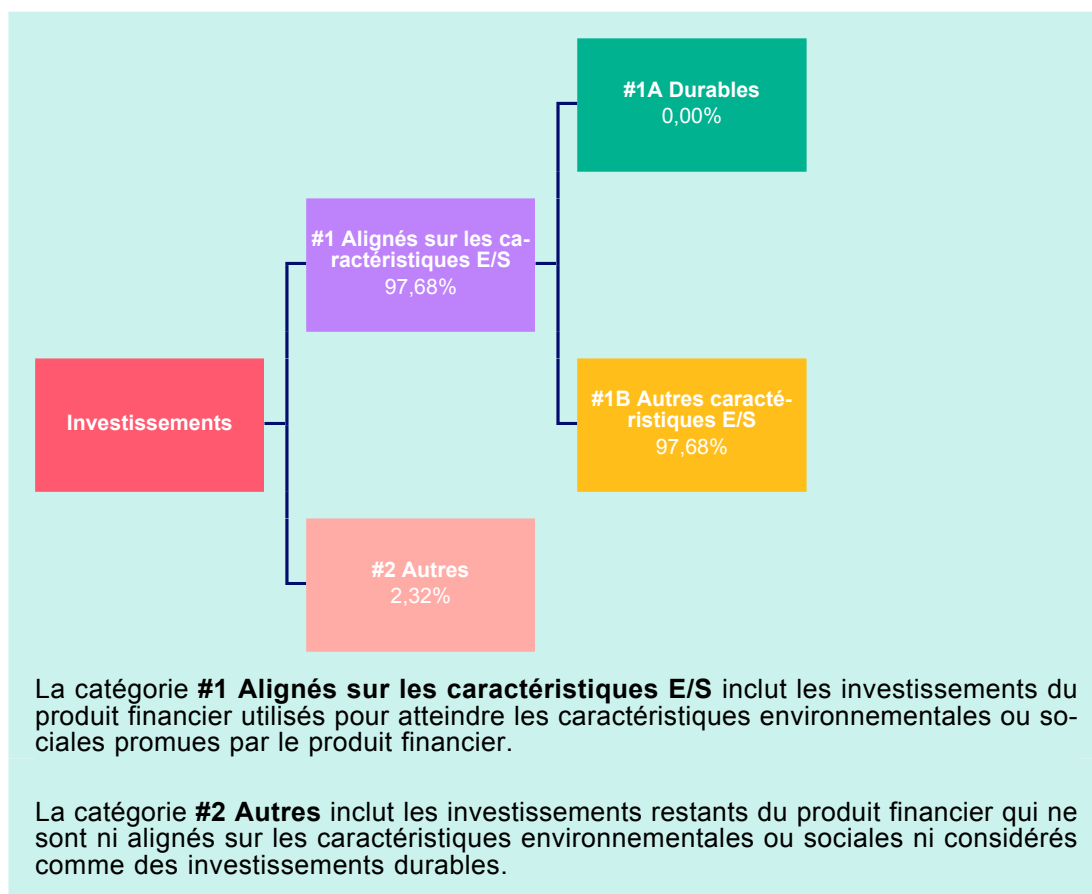 #1A Durables
0,00%
#1 Alignés sur les ca-
ractéristiques E/S
97,68%
Investissements
#1B Autres caracté-
ristiques E/S
97,68%
#2 Autres
2,32%
La catégorie #1 Alignés sur les caractéristiques E/S inclut les investissements du
produit financier utilisés pour atteindre les caractéristiques environnementales ou so-
ciales promues par le produit financier.
La catégorie #2 Autres inclut les investissements restants du produit financier qui ne
sont ni alignés sur les caractéristiques environnementales ou sociales ni considérés
comme des investissements durables.